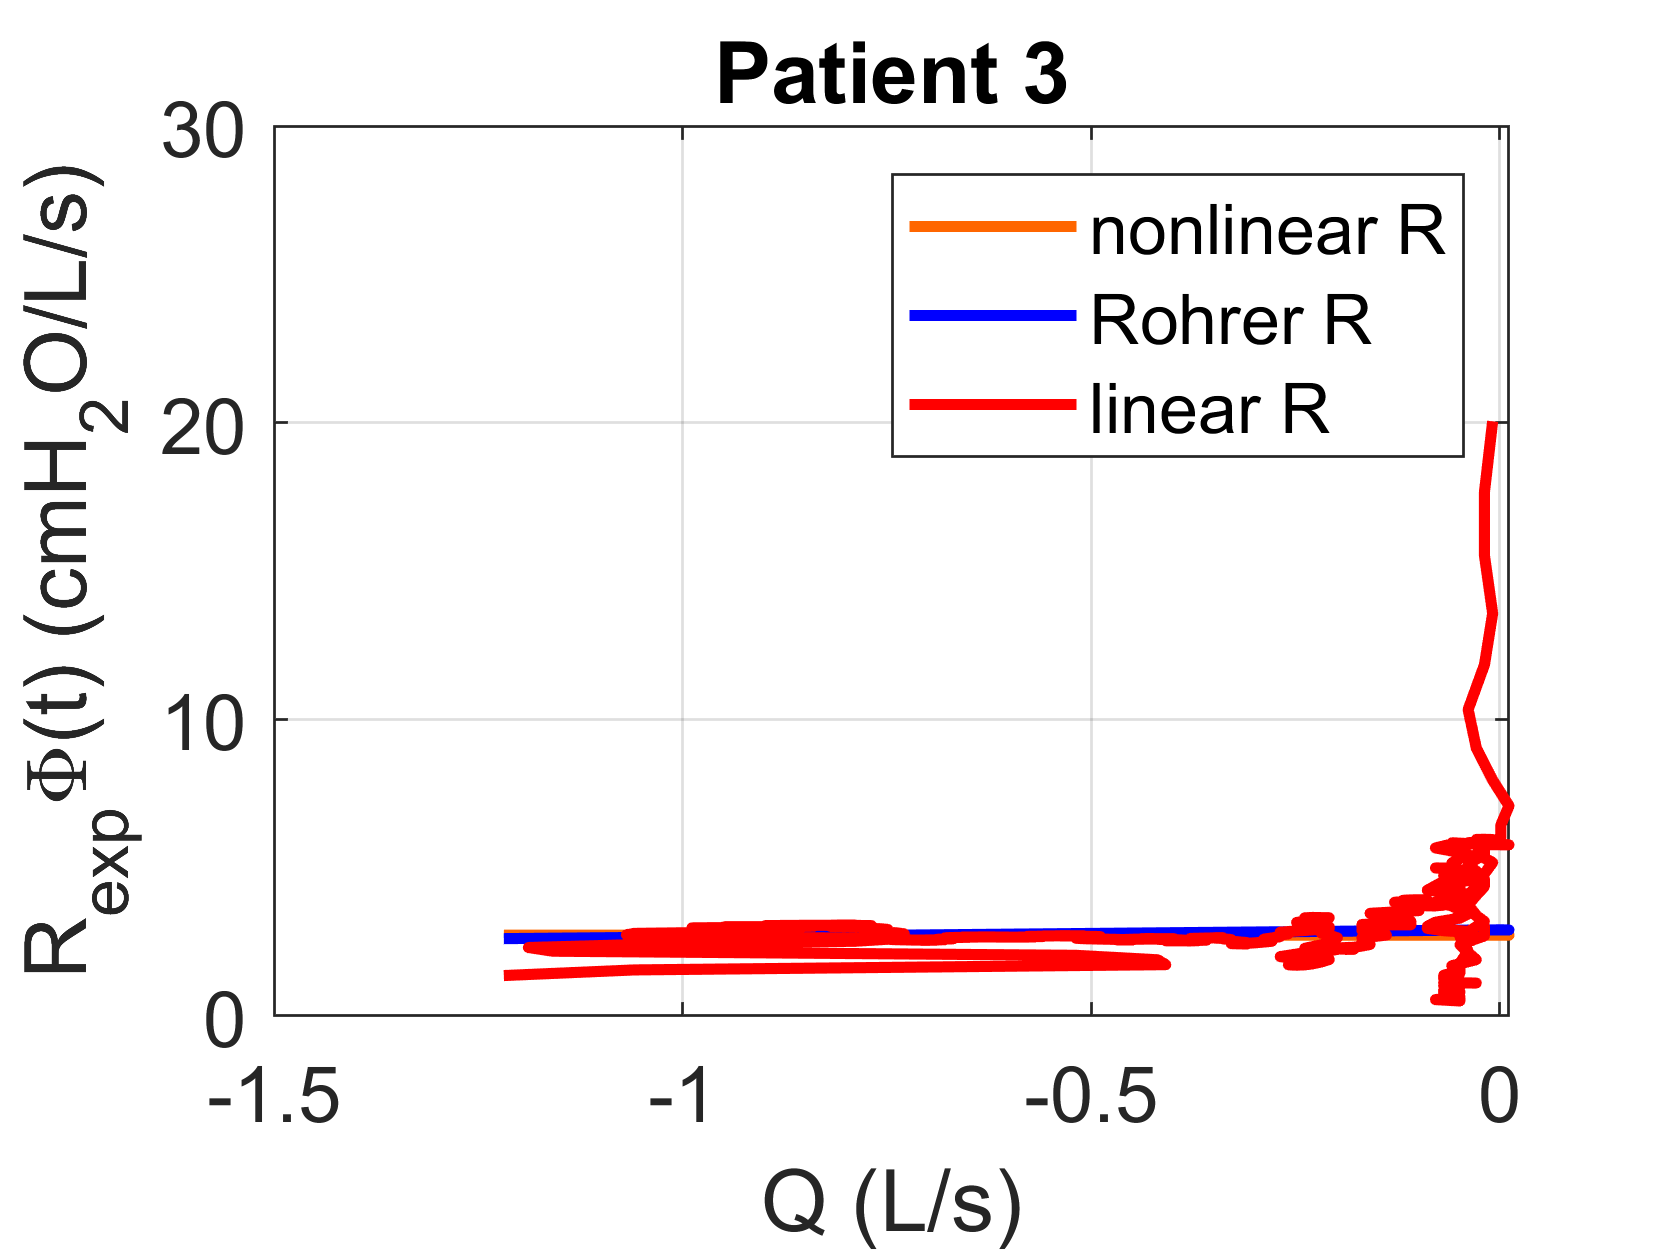 Patient 3
R_expΦ(t) (cmH_2O/L/s)
30
20
10
0
nonlinear R
Rohrer R
linear R
-1.5 -1 -0.5 0
Q (L/s)